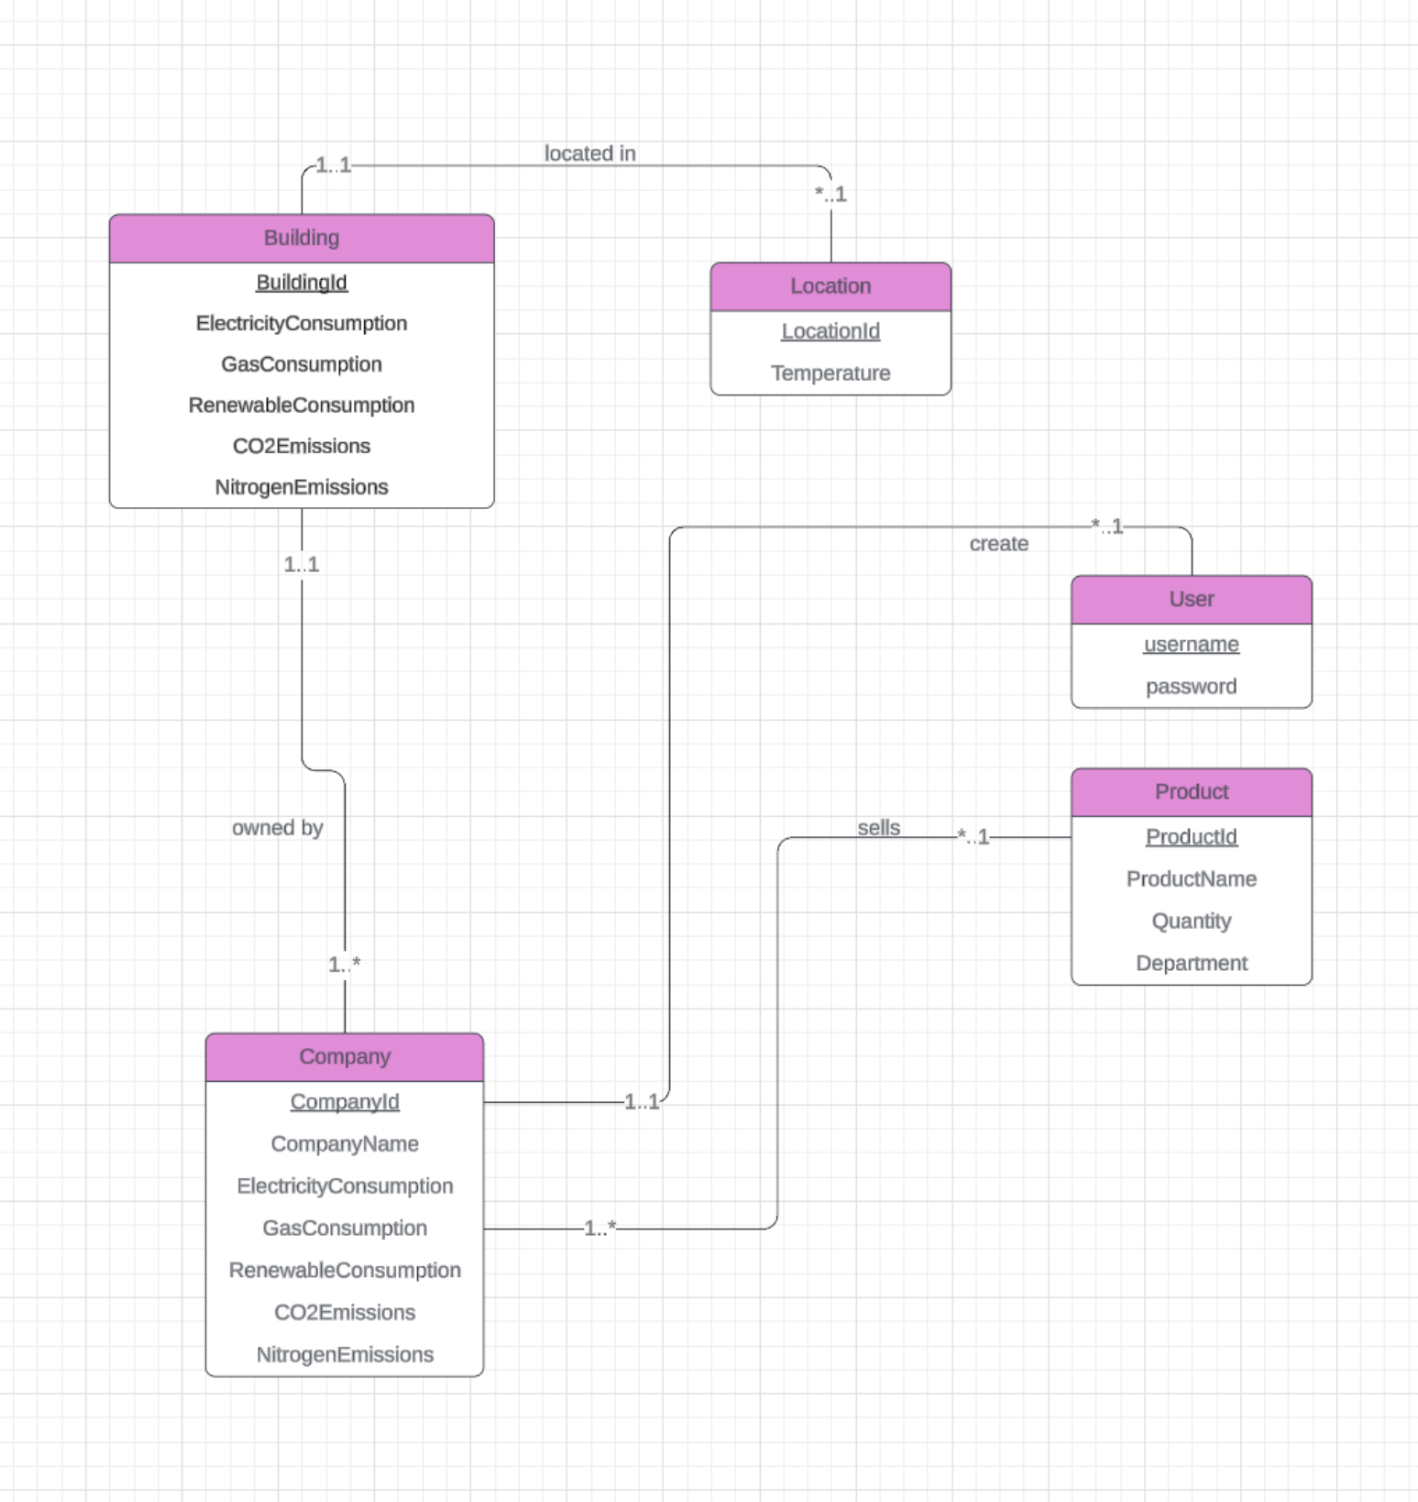 located in
1..1
*..1
Building
BuildingId
ElectricityConsumption
GasConsumption
RenewableConsumption
CO2Emissions
NitrogenEmissions
Location
LocationId
Temperature
1..1
*..1
create
User
username
password
owned by
sells
*..1
Product
ProductId
ProductName
Quantity
Department
1..*
Company
CompanyId
CompanyName
ElectricityConsumption
GasConsumption
RenewableConsumption
CO2Emissions
NitrogenEmissions
1..1
1..*